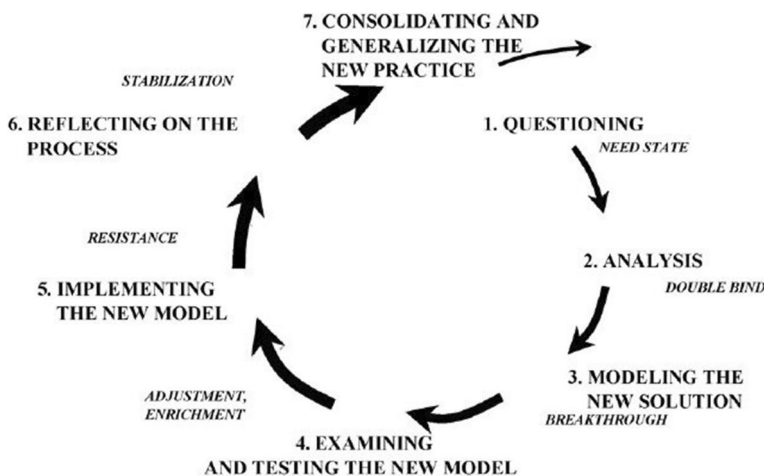 7. CONSOLIDATING AND
GENERALIZING THE
NEW PRACTICE
STABILIZATION
6. REFLECTING ON THE
PROCESS
1. QUESTIONING
NEED STATE
RESISTANCE
2. ANALYSIS
DOUBLE BIND
5. IMPLEMENTING
THE NEW MODEL
3. MODELING THE
NEW SOLUTION
BREAKTHROUGH
ADJUSTMENT,
ENRICHMENT
4. EXAMINING
AND TESTING THE NEW MODEL